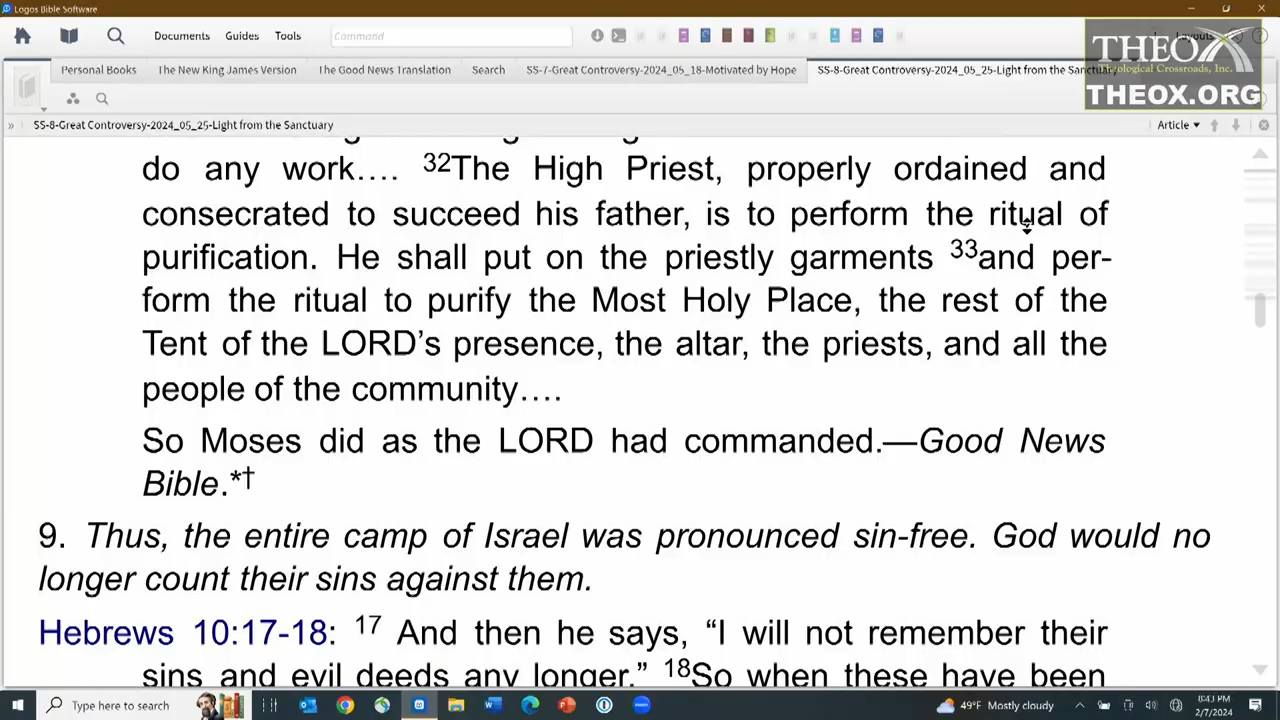 Logos Bible Software
Documents Guides Tools Command
THEOX
Theological Crossroads, Inc.
THEOX.ORG
Personal Books The New King James Version Search SS-7-Great Controversy-2024_05_18-Motivated by Hope SS-8-Great Controversy-2024_05_25-Light from the
SS-8-Great Controversy-2024_05_25-Light from the Sanctuary Article
do any work…. 32The High Priest, properly ordained and
consecrated to succeed his father, is to perform the ritual of
purification. He shall put on the priestly garments 33and per-
form the ritual to purify the Most Holy Place, the rest of the
Tent of the LORD’s presence, the altar, the priests, and all the
people of the community….
So Moses did as the LORD had commanded.—Good News
Bible.*†
9. Thus, the entire camp of Israel was pronounced sin-free. God would no
longer count their sins against them.
Hebrews 10:17-18: 17 And then he says, “I will not remember their
sins and evil deeds any longer.” 18So when these have been
Type here to search 49°F Mostly cloudy 8:43 PM
2/7/2024